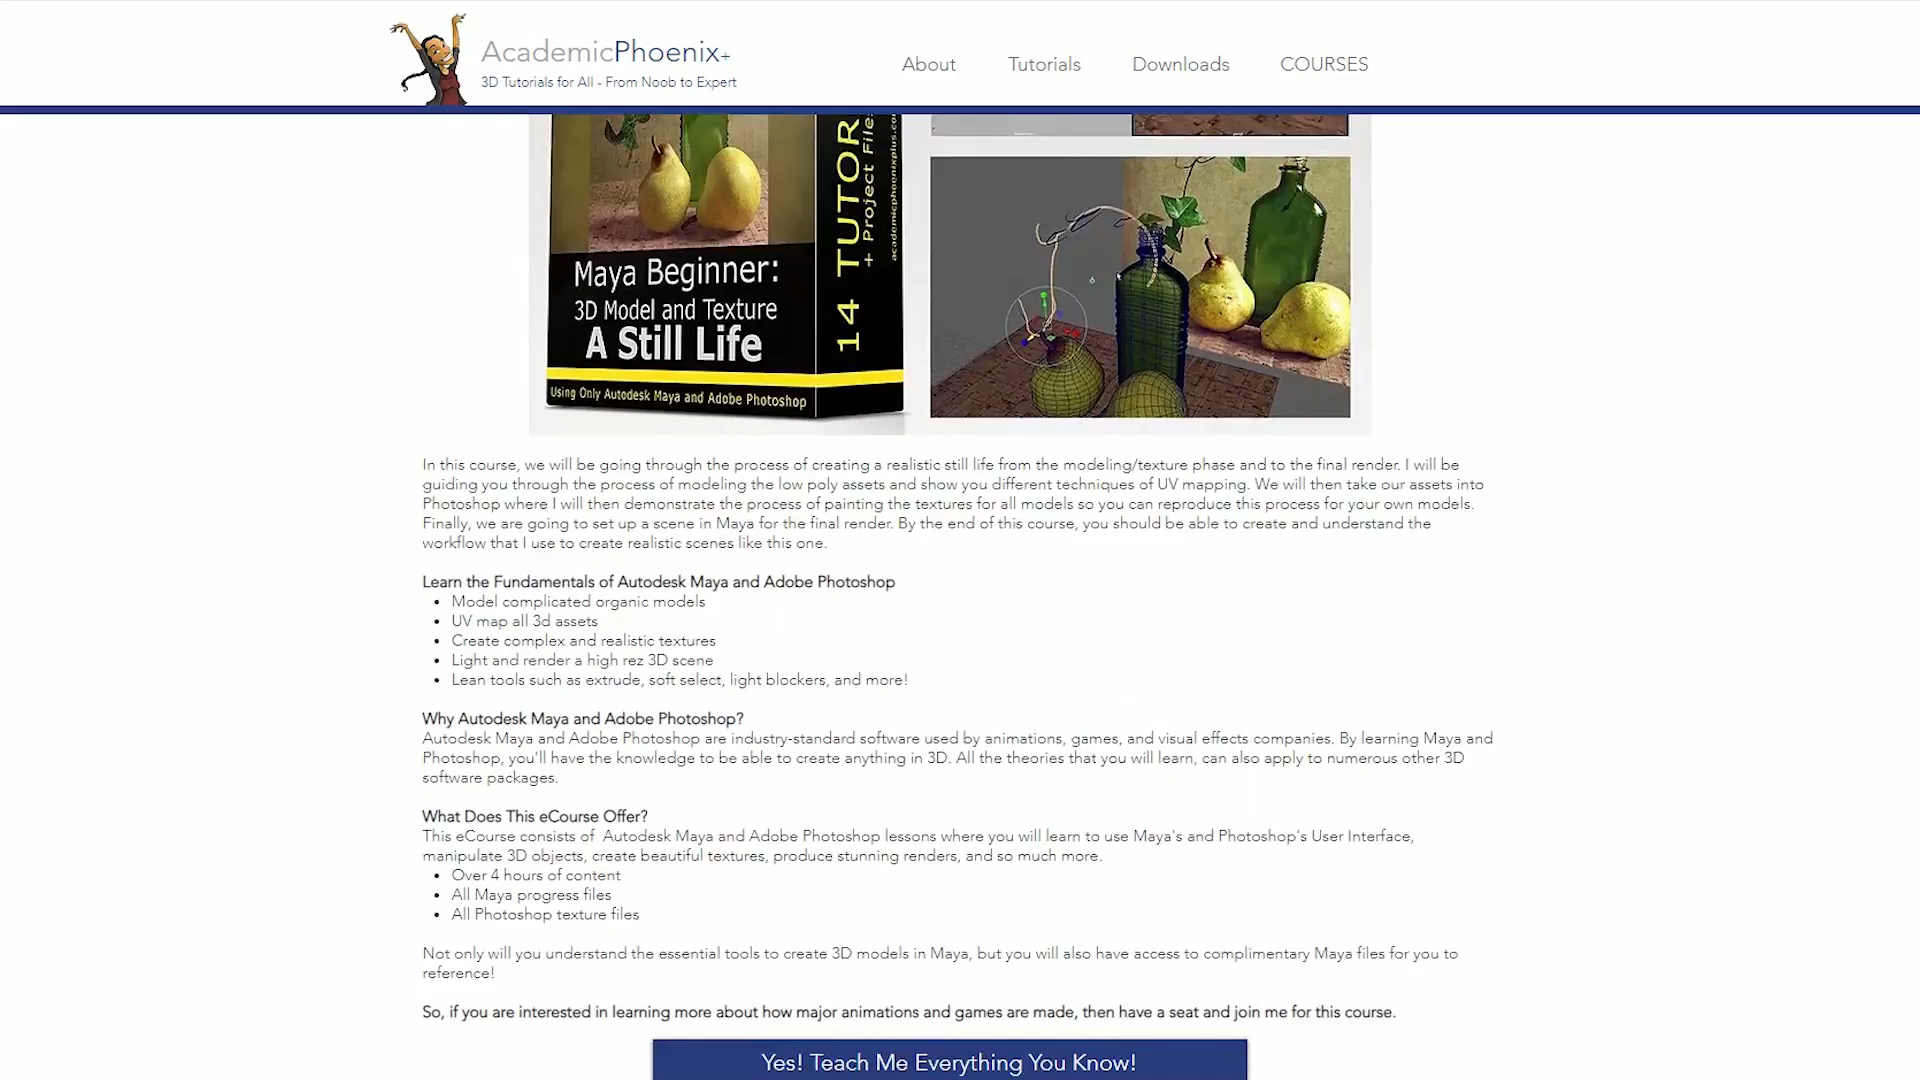 AcademicPhoenix+
3D Tutorials for All - From Noob to Expert
About
Tutorials
Downloads
COURSES
Maya Beginner:
3D Model and Texture
A Still Life
Using Only Autodesk Maya and Adobe Photoshop
14 TUTOR
+ Project File
In this course, we will be going through the process of creating a realistic still life from the modeling/texture phase and to the final render. I will be
guiding you through the process of modeling the low poly assets and show you different techniques of UV mapping. We will then take our assets into
Photoshop where I will then demonstrate the process of painting the textures for all models so you can reproduce this process for your own models.
Finally, we are going to set up a scene in Maya for the final render. By the end of this course, you should be able to create and understand the
workflow that I use to create realistic scenes like this one.
Learn the Fundamentals of Autodesk Maya and Adobe Photoshop
• Model complicated organic models
• UV map all 3d assets
• Create complex and realistic textures
• Light and render a high rez 3D scene
• Lean tools such as extrude, soft select, light blockers, and more!
Why Autodesk Maya and Adobe Photoshop?
Autodesk Maya and Adobe Photoshop are industry-standard software used by animations, games, and visual effects companies. By learning Maya and
Photoshop, you'll have the knowledge to be able to create anything in 3D. All the theories that you will learn, can also apply to numerous other 3D
software packages.
What Does This eCourse Offer?
This eCourse consists of Autodesk Maya and Adobe Photoshop lessons where you will learn to use Maya's and Photoshop's User Interface,
manipulate 3D objects, create beautiful textures, produce stunning renders, and so much more.
• Over 4 hours of content
• All Maya progress files
• All Photoshop texture files
Not only will you understand the essential tools to create 3D models in Maya, but you will also have access to complimentary Maya files for you to
reference!
So, if you are interested in learning more about how major animations and games are made, then have a seat and join me for this course.
Yes! Teach Me Everything You Know!